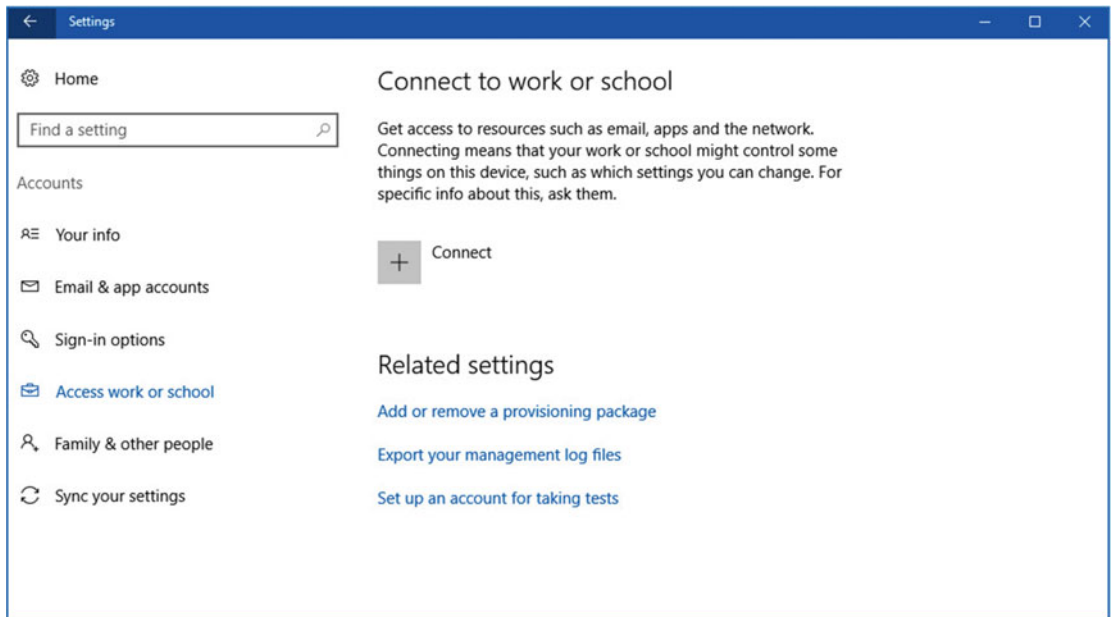 Settings
Home
Find a setting
Accounts
Your info
Email & app accounts
Sign-in options
Access work or school
Family & other people
Sync your settings
Connect to work or school
Get access to resources such as email, apps and the network.
Connecting means that your work or school might control some
things on this device, such as which settings you can change. For
specific info about this, ask them.
Connect
Related settings
Add or remove a provisioning package
Export your management log files
Set up an account for taking tests